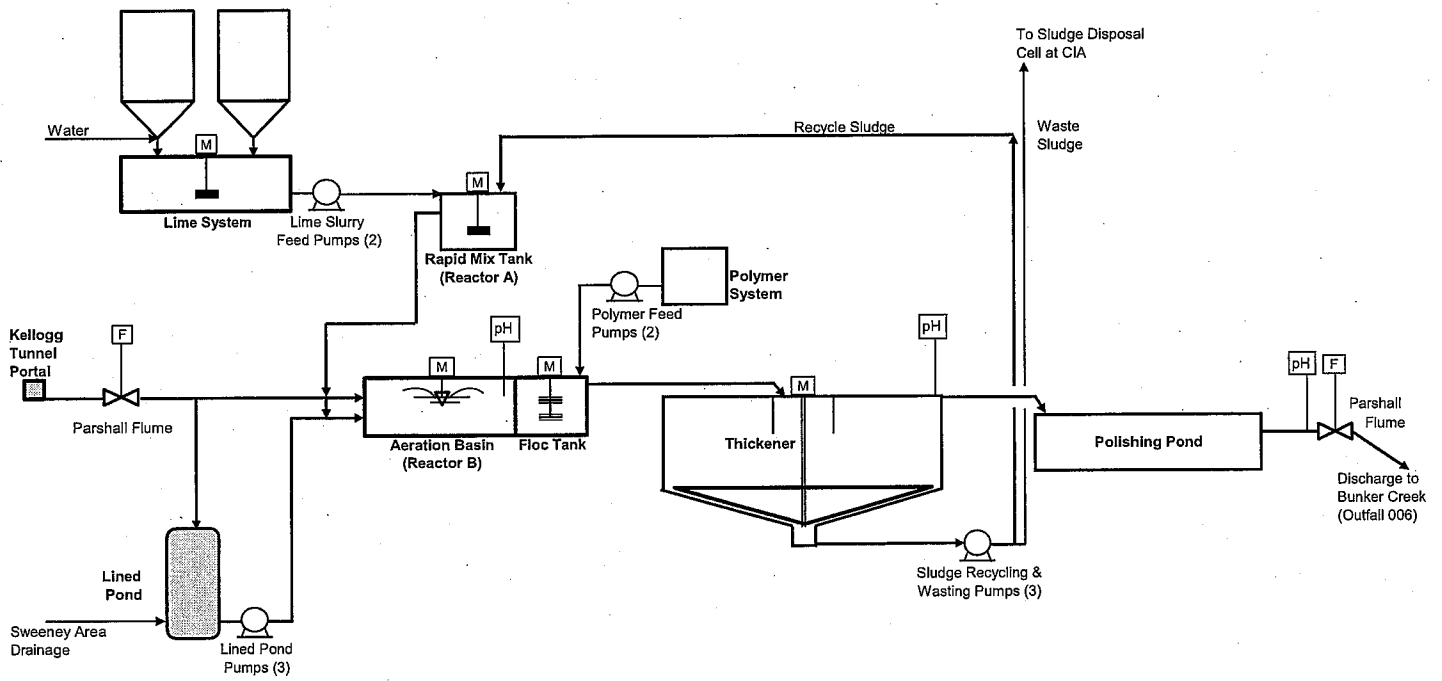 To Sludge Disposal
Cell at CIA
Water
M
Recycle Sludge
Waste
Sludge
M
Lime System
Lime Slurry
Feed Pumps (2)
Rapid Mix Tank
(Reactor A)
Polymer
System
Polymer Feed
Pumps (2)
Kellogg
Tunnel
Portal
F
pH
pH
M
M
M
pH
F
Parshall Flume
Aeration Basin
(Reactor B)
Floc Tank
Thickener
Polishing Pond
Parshall
Flume
Discharge to
Bunker Creek
(Outfall 006)
Lined
Pond
Sludge Recycling &
Wasting Pumps (3)
Sweeney Area
Drainage
Lined Pond
Pumps (3)